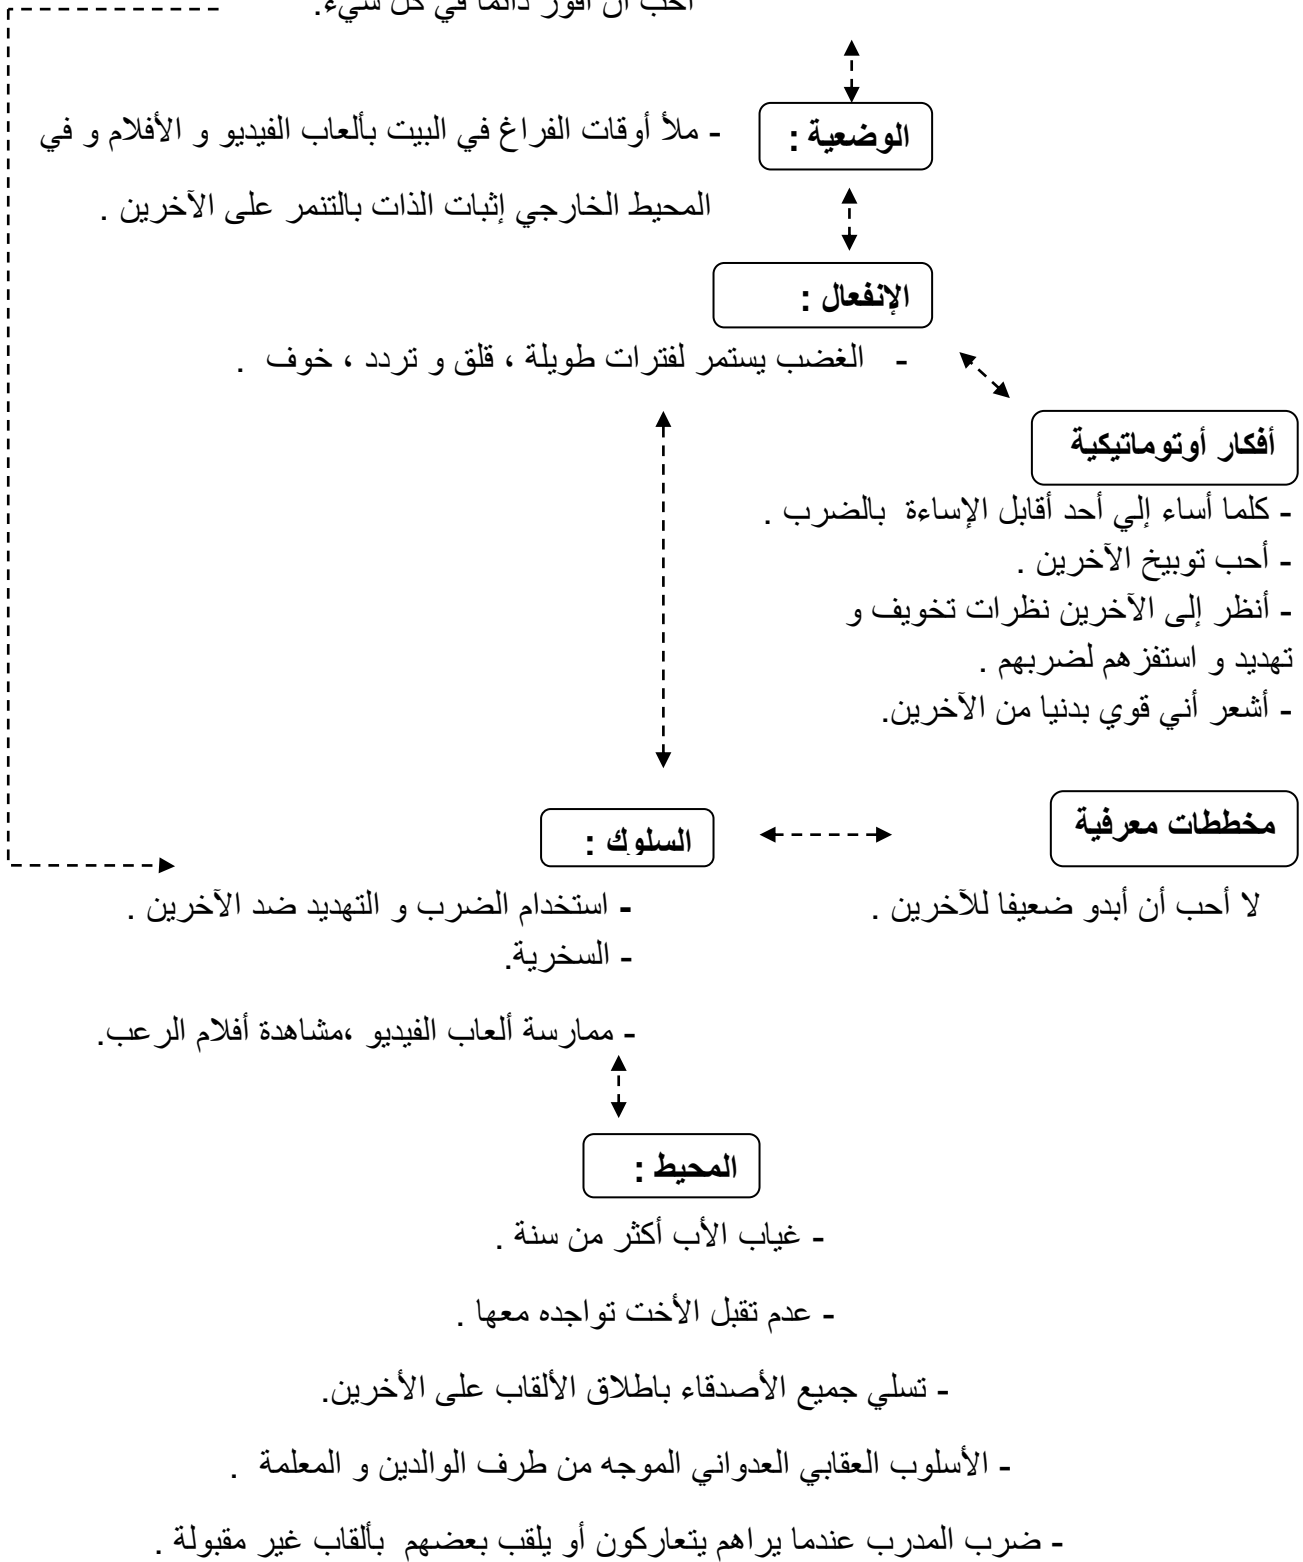 أحب أن أفوز دائما في كل شيء.
الوضعية :
- ملأ أوقات الفراغ في البيت بألعاب الفيديو و الأفلام و في
المحيط الخارجي إثبات الذات بالتنمر على الآخرين .
الإنفعال :
- الغضب يستمر لفترات طويلة ، قلق و تردد ، خوف .
أفكار أوتوماتيكية
- كلما أساء إلي أحد أقابل الإساءة بالضرب .
- أحب توبيخ الآخرين .
- أنظر إلى الآخرين نظرات تخويف و
تهديد و استفزهم لضربهم .
- أشعر أني قوي بدنيا من الآخرين.
مخططات معرفية
لا أحب أن أبدو ضعيفا للآخرين .
السلوك :
- استخدام الضرب و التهديد ضد الآخرين .
- السخرية.
- ممارسة ألعاب الفيديو ،مشاهدة أفلام الرعب.
المحيط :
- غياب الأب أكثر من سنة .
- عدم تقبل الأخت تواجده معها .
- تسلي جميع الأصدقاء باطلاق الألقاب على الأخرين.
- الأسلوب العقابي العدواني الموجه من طرف الوالدين و المعلمة .
- ضرب المدرب عندما يراهم يتعاركون أو يلقب بعضهم بألقاب غير مقبولة .